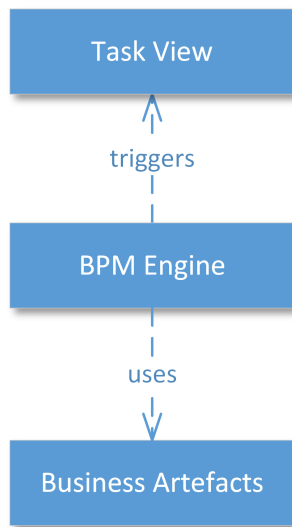 Task View
triggers
BPM Engine
uses
Business Artefacts